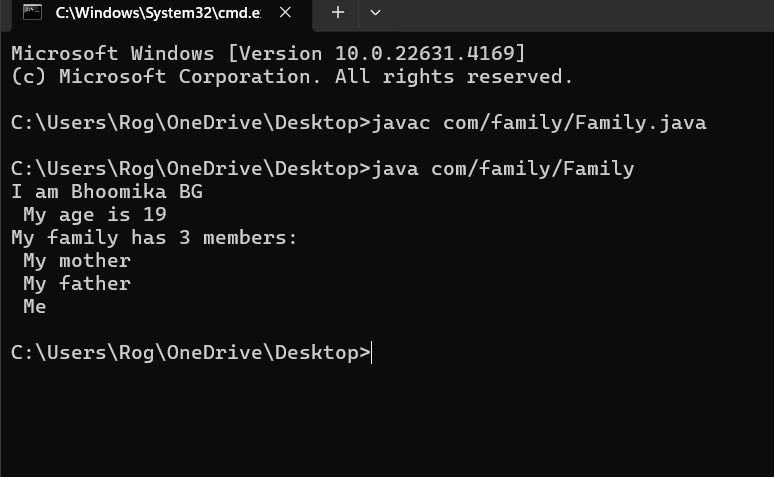 C:\Windows\System32\cmd.e
Microsoft Windows [Version 10.0.22631.4169]
(c) Microsoft Corporation. All rights reserved.
C:\Users\Rog\OneDrive\Desktop>javac com/family/Family.java
C:\Users\Rog\OneDrive\Desktop>java com/family/Family
I am Bhoomika BG
 My age is 19
My family has 3 members:
 My mother
 My father
 Me
C:\Users\Rog\OneDrive\Desktop>